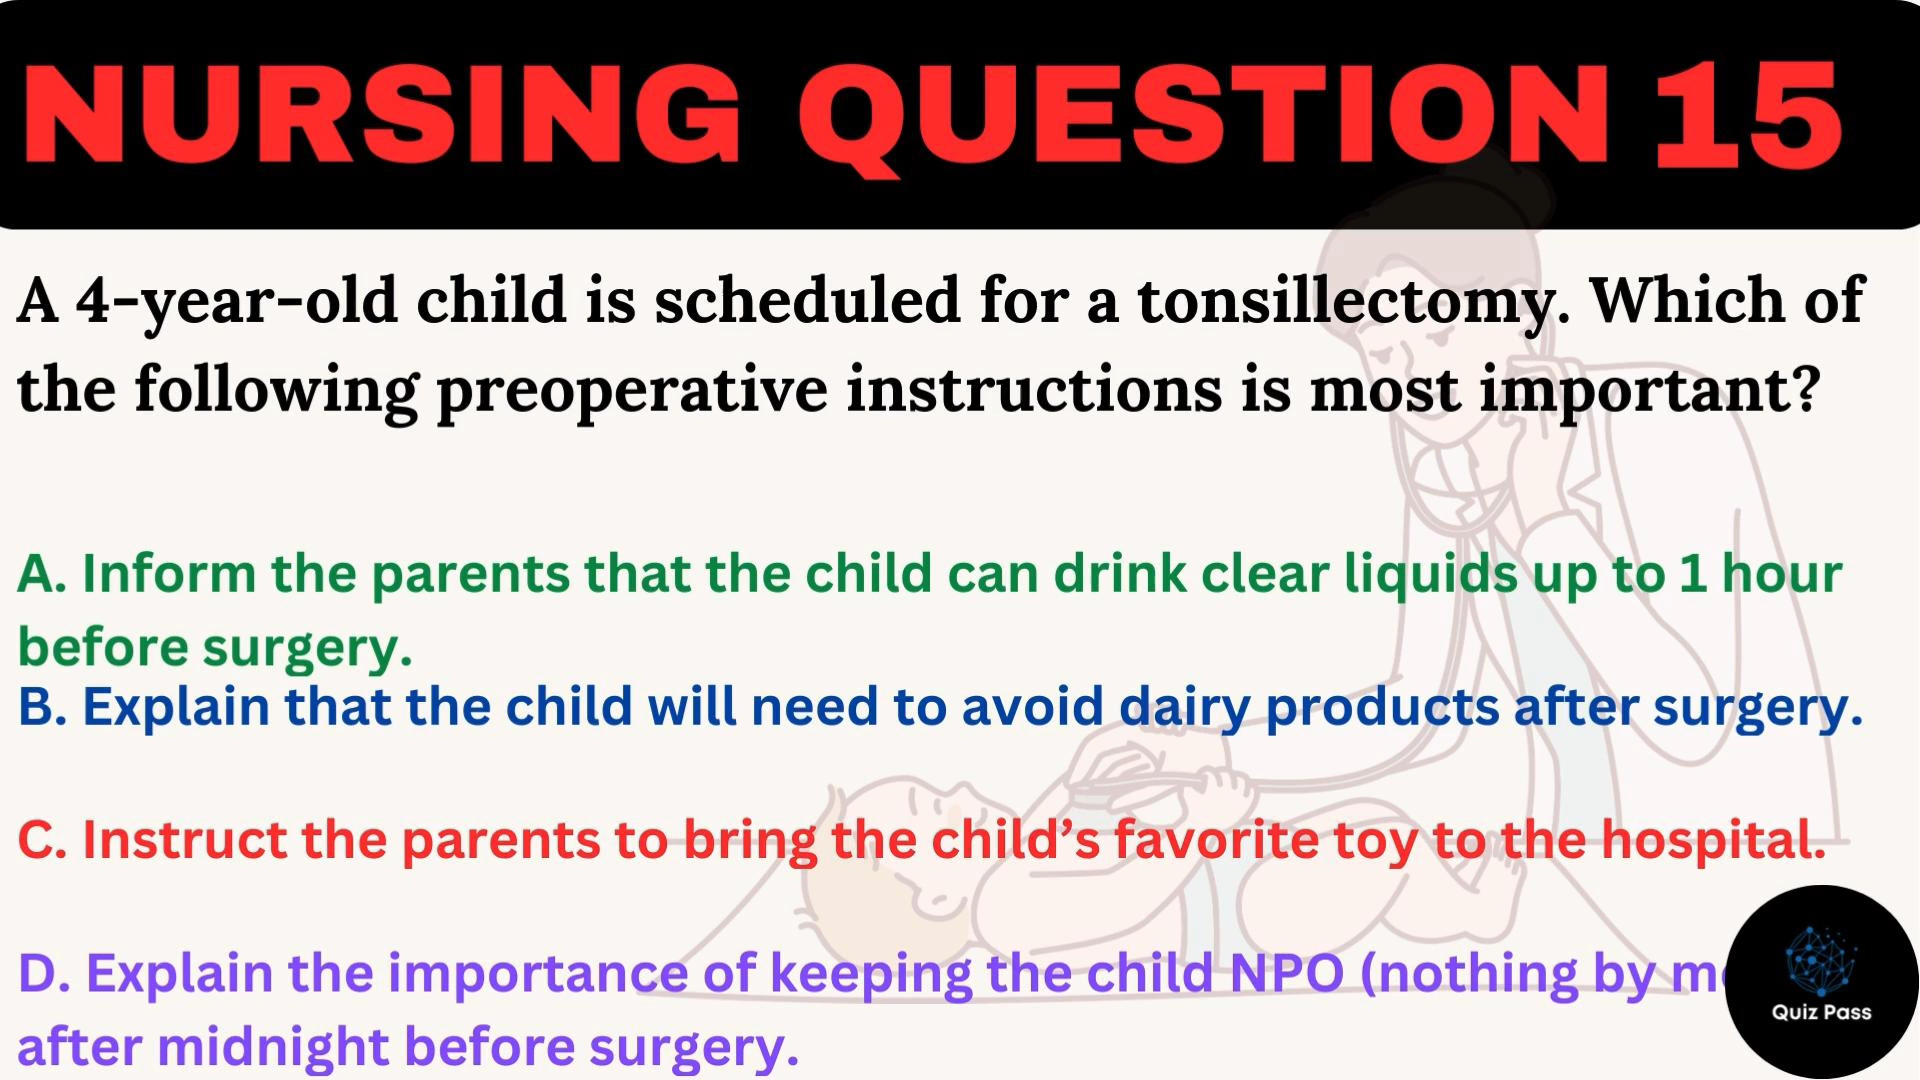 NURSING QUESTION 15
A 4-year-old child is scheduled for a tonsillectomy. Which of
the following preoperative instructions is most important?
A. Inform the parents that the child can drink clear liquids up to 1 hour
before surgery.
B. Explain that the child will need to avoid dairy products after surgery.
C. Instruct the parents to bring the child’s favorite toy to the hospital.
D. Explain the importance of keeping the child NPO (nothing by
after midnight before surgery.
Quiz Pass